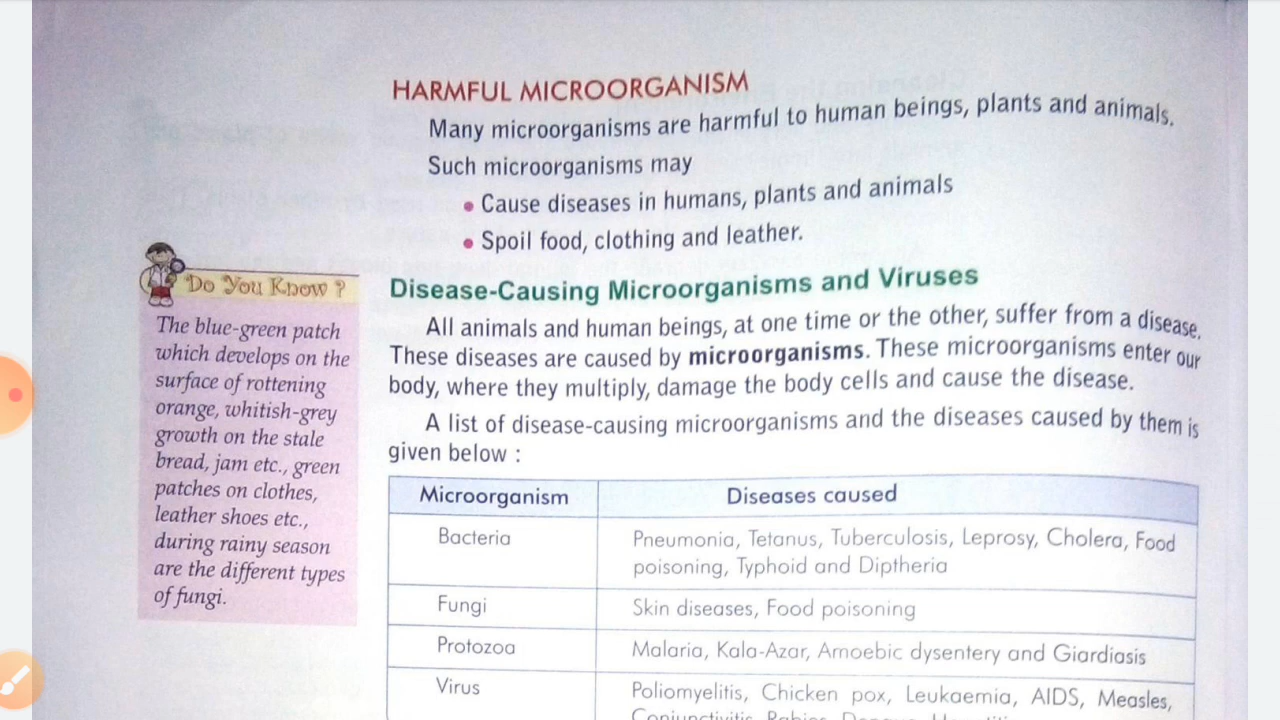 HARMFUL MICROORGANISM
Many microorganisms are harmful to human beings, plants and animals.
Such microorganisms may
• Cause diseases in humans, plants and animals
• Spoil food, clothing and leather.
Do You Know ?
The blue-green patch
which develops on the
surface of rottening
orange, whitish-grey
growth on the stale
bread, jam etc., green
patches on clothes,
leather shoes etc.,
during rainy season
are the different types
of fungi.
Disease-Causing Microorganisms and Viruses
All animals and human beings, at one time or the other, suffer from a disease.
These diseases are caused by microorganisms. These microorganisms enter our
body, where they multiply, damage the body cells and cause the disease.
A list of disease-causing microorganisms and the diseases caused by them is
given below :
Microorganism Diseases caused
Bacteria Pneumonia, Tetanus, Tuberculosis, Leprosy, Cholera, Food
poisoning, Typhoid and Diptheria
Fungi Skin diseases, Food poisoning
Protozoa Malaria, Kala-Azar, Amoebic dysentery and Giardiasis
Virus Poliomyelitis, Chicken pox, Leukaemia, AIDS, Measles,